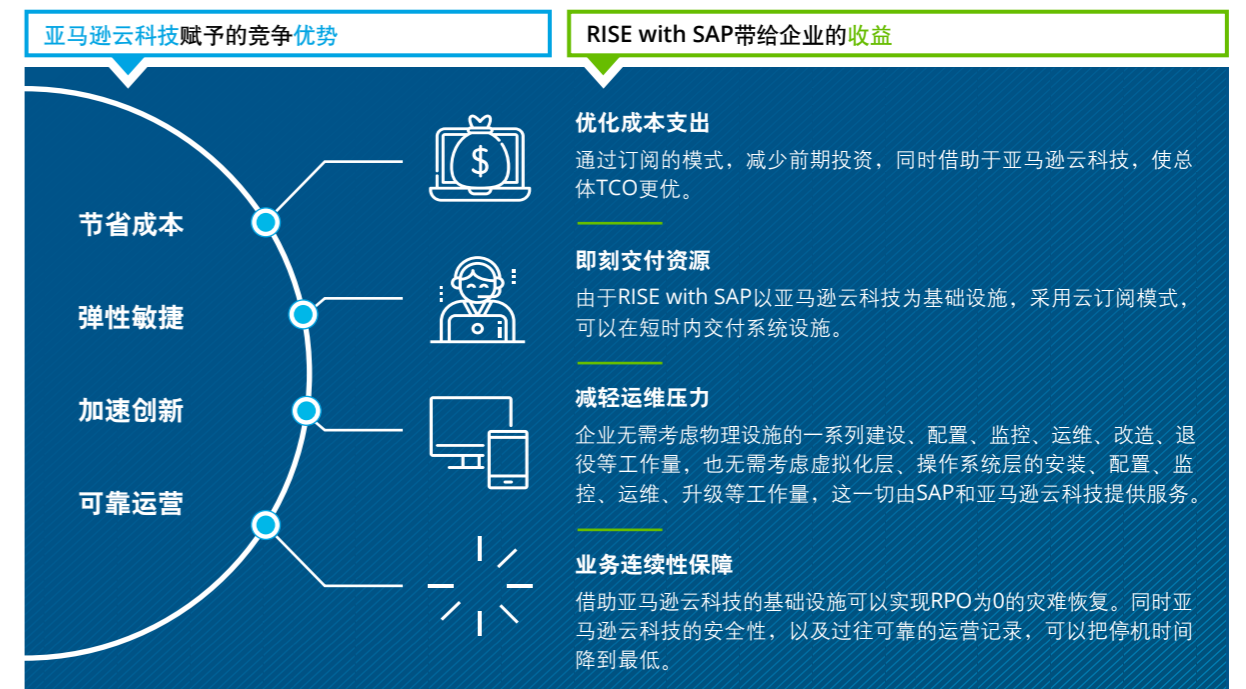 亚马逊云科技赋予的竞争优势
RISE with SAP带给企业的收益
节省成本
弹性敏捷
加速创新
可靠运营
$
优化成本支出
通过订阅的模式，减少前期投资，同时借助于亚马逊云科技，使总
体TCO更优。
即刻交付资源
由于RISE with SAP以亚马逊云科技为基础设施，采用云订阅模式，
可以在短时内交付系统设施。
减轻运维压力
企业无需考虑物理设施的一系列建设、配置、监控、运维、改造、退
役等工作量，也无需考虑虚拟化层、操作系统层的安装、配置、监
控、运维、升级等工作量，这一切由SAP和亚马逊云科技提供服务。
业务连续性保障
借助亚马逊云科技的基础设施可以实现RPO为0的灾难恢复。同时亚
马逊云科技的安全性，以及过往可靠的运营记录，可以把停机时间
降到最低。